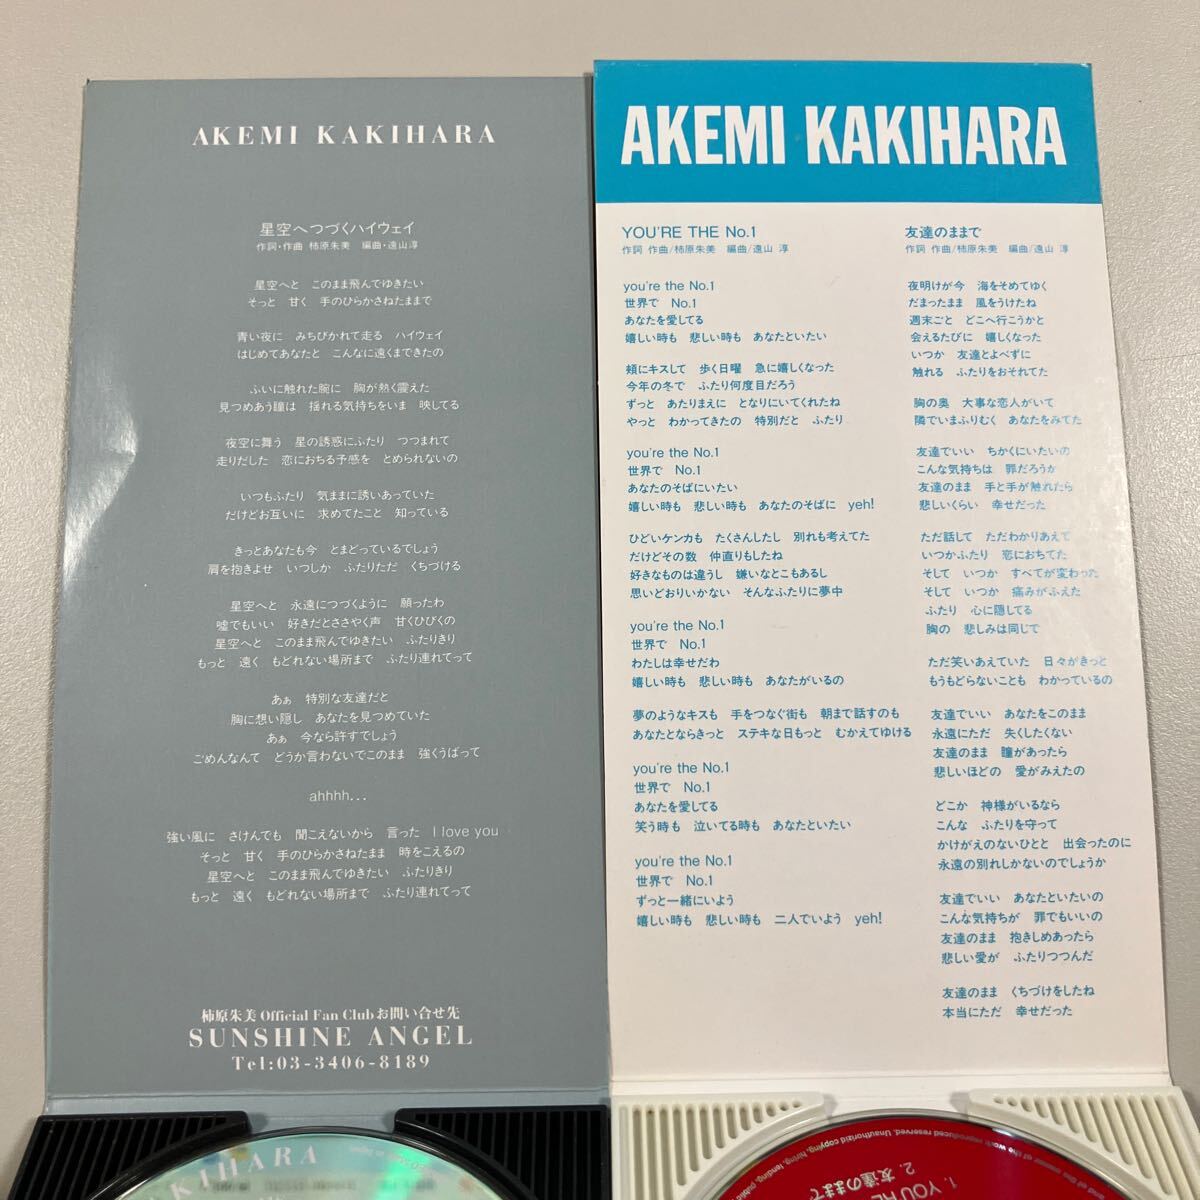 AKEMI KAKIHARA
星空へつづくハイウェイ
作詞・作曲 柿原朱美 編曲・遠山淳
星空へと このまま飛んでゆきたい
そっと 甘く 手のひらかさねたままで
青い夜に みちびかれて走る ハイウェイ
はじめてあなたと こんなに遠くまできたの
ふいに触れた腕に 胸が熱く震えた
見つめあう瞳は 揺れる気持ちをいま 映してる
夜空に舞う 星の誘惑にふたり つつまれて
走りだした 恋におちる予感を とめられないの
いつもふたり 気ままに誘いあっていた
だけどお互いに 求めてたこと 知っている
きっとあなたも今 とまどっているでしょう
肩を抱きよせ いつしか ふたりただ くちづける
星空へと 永遠につづくように 願ったわ
嘘でもいい 好きだとささやく声 甘くひびくの
星空へと このまま飛んでゆきたい ふたりきり
もっと 遠く もどれない場所まで ふたり連れてって
あぁ 特別な友達だと
胸に想い隠し あなたを見つめていた
あぁ 今なら許すでしょう
ごめんなんて どうか言わないでこのまま 強くうばって
ahhhh...
強い風に さけんでも 聞こえないから 言った I love you
そっと 甘く 手のひらかさねたまま 時をこえるの
星空へと このまま飛んでゆきたい ふたりきり
もっと 遠く もどれない場所まで ふたり連れてって
柿原朱美 Official Fan Clubお問い合せ先
SUNSHINE ANGEL
Tel:03-3406-8189
AKEMI KAKIHARA
YOU'RE THE No.1
作詞 作曲/柿原朱美 編曲/遠山 淳
you're the No.1
世界で No.1
あなたを愛してる
嬉しい時も 悲しい時も あなたといたい
頬にキスして 歩く日曜 急に嬉しくなった
今年の冬で ふたり何度目だろう
ずっと あたりまえに となりにいてくれたね
やっと わかってきたの 特別だと ふたり
you're the No.1
世界で No.1
あなたのそばにいたい
嬉しい時も 悲しい時も あなたのそばに yeh!
ひどいケンカも たくさんしたし 別れも考えてた
だけどその数 仲直りもしたね
好きなものは違うし 嫌いなとこもあるし
思いどおりいかない そんなふたりに夢中
you're the No.1
世界で No.1
わたしは幸せだわ
嬉しい時も 悲しい時も あなたがいるの
夢のようなキスも 手をつなぐ街も 朝まで話すのも
あなたとならきっと ステキな日もっと むかえてゆける
you're the No.1
世界で No.1
あなたを愛してる
笑う時も 泣いてる時も あなたといたい
you're the No.1
世界で No.1
ずっと一緒にいよう
嬉しい時も 悲しい時も 二人でいよう yeh!
友達のままで
作詞 作曲/柿原朱美 編曲/遠山 淳
夜明けが今 海をそめてゆく
だまったまま 風をうけたね
週末ごと どこへ行こうかと
会えるたびに 嬉しくなった
いつか 友達とよべずに
触れる ふたりをおそれてた
胸の奥 大事な恋人がいて
隣でいまふりむく あなたをみてた
友達でいい ちかくにいたいの
こんな気持ちは 罪だろうか
友達のまま 手と手が触れたら
悲しいくらい 幸せだった
ただ話して ただわかりあえて
いつかふたり 恋におちてた
そして いつか すべてが変わった
そして いつか 痛みがふえた
ふたり 心に隠してる
胸の 悲しみは同じで
ただ笑いあえていた 日々がきっと
もうもどらないことも わかっているの
友達でいい あなたをこのまま
永遠にただ 失くしたくない
友達のまま 瞳があったら
悲しいほどの 愛がみえたの
どこか 神様がいるなら
こんな ふたりを守って
かけがえのないひとと 出会ったのに
永遠の別れしかないのでしょうか
友達でいい あなたといたいの
こんな気持ちが 罪でもいいの
友達のまま 抱きしめあったら
悲しい愛が ふたりつつんだ
友達のまま くちづけをしたね
本当にただ 幸せだった
KIHARA
1. YOU'RE
2. 友達のままで
work reproduced reserved. Unauthorized copying, hiring, lending, public